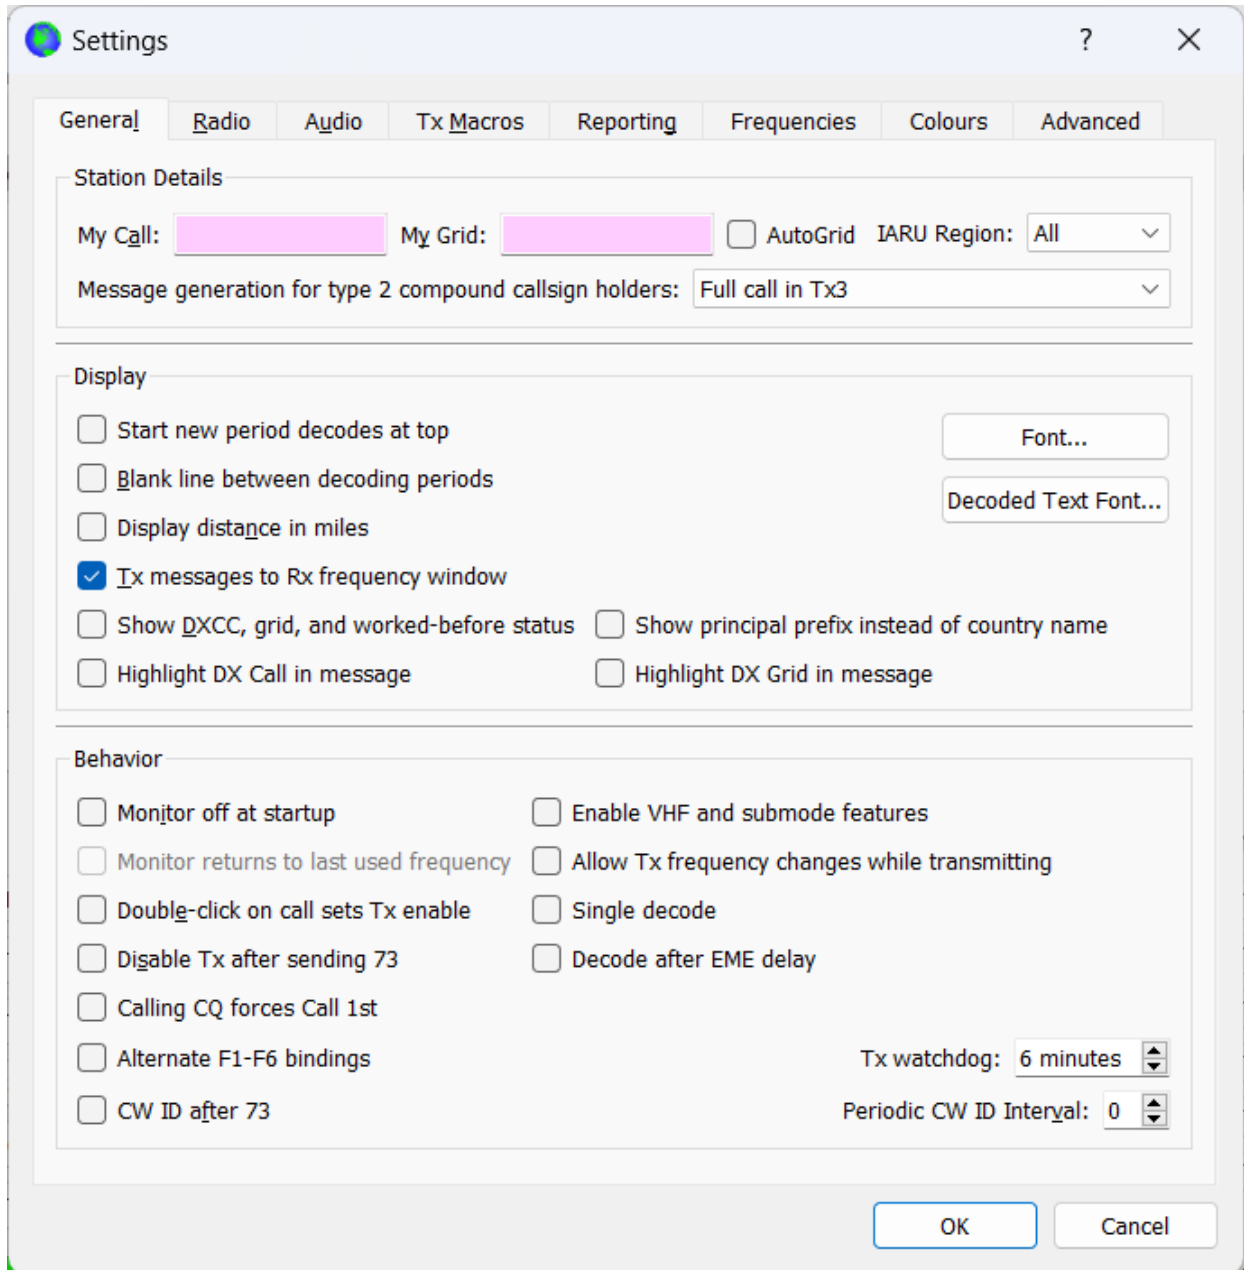 Settings ?
General Radio Audio Tx Macros Reporting Frequencies Colours Advanced
Station Details
My Call: My Grid: AutoGrid IARU Region: All
Message generation for type 2 compound callsign holders: Full call in Tx3
Display
Start new period decodes at top Font...
Blank line between decoding periods
Decoded Text Font...
Display distance in miles
Tx messages to Rx frequency window
Show DXCC, grid, and worked-before status Show principal prefix instead of country name
Highlight DX Call in message Highlight DX Grid in message
Behavior
Monitor off at startup Enable VHF and submode features
Monitor returns to last used frequency Allow Tx frequency changes while transmitting
Double-click on call sets Tx enable Single decode
Disable Tx after sending 73 Decode after EME delay
Calling CQ forces Call 1st
Alternate F1-F6 bindings Tx watchdog: 6 minutes
CW ID after 73 Periodic CW ID Interval: 0
OK Cancel